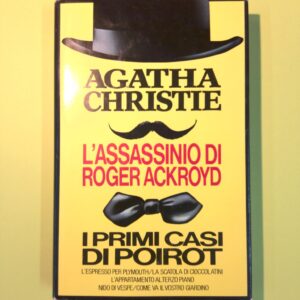 AGATHA
CHRISTIE
L'ASSASSINIO DI
ROGER ACKROYD
I PRIMI CASI
DI POIROT
L'ESPRESSO PER PLYMOUTH/LA SCATOLA DI CIOCCOLATINI
L'APPARTAMENTO AL TERZO PIANO
NIDO DI VESPE/COME VA IL VOSTRO GIARDINO